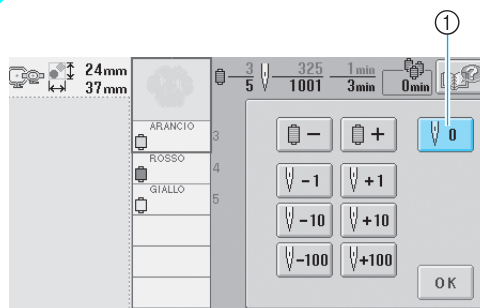 ①
24mm
37mm
3 325 1min
5 1001 3min 0min
ARANCIO 3
ROSSO 4
GIALLO 5
− + 0
-1 +1
-10 +10
-100 +100
OK